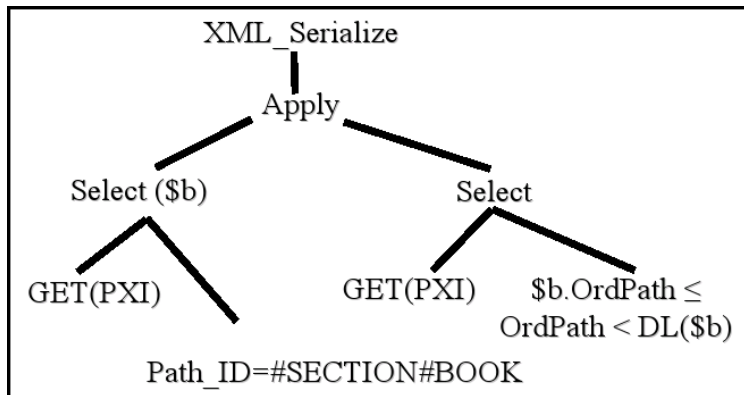 XML_Serialize
Apply
Select ($b)
Select
GET(PXI)
GET(PXI)
$b.OrdPath ≤
OrdPath < DL($b)
Path_ID=#SECTION#BOOK